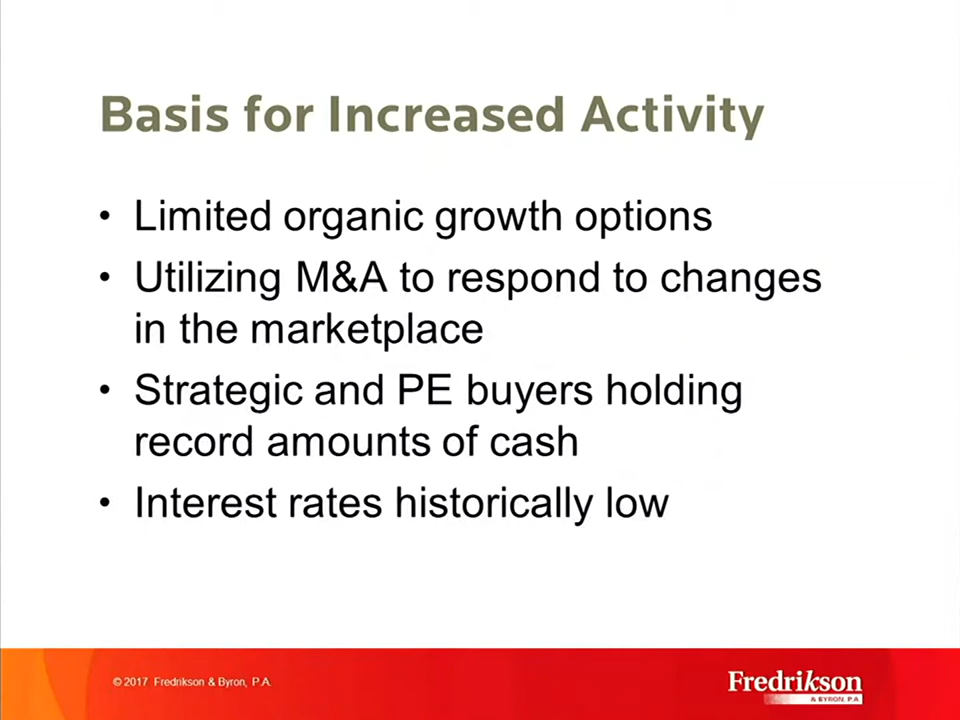 Basis for Increased Activity
• Limited organic growth options
• Utilizing M&A to respond to changes
in the marketplace
• Strategic and PE buyers holding
record amounts of cash
• Interest rates historically low
© 2017 Fredrikson & Byron, P.A.
Fredrikson
& BYRON, P.A.